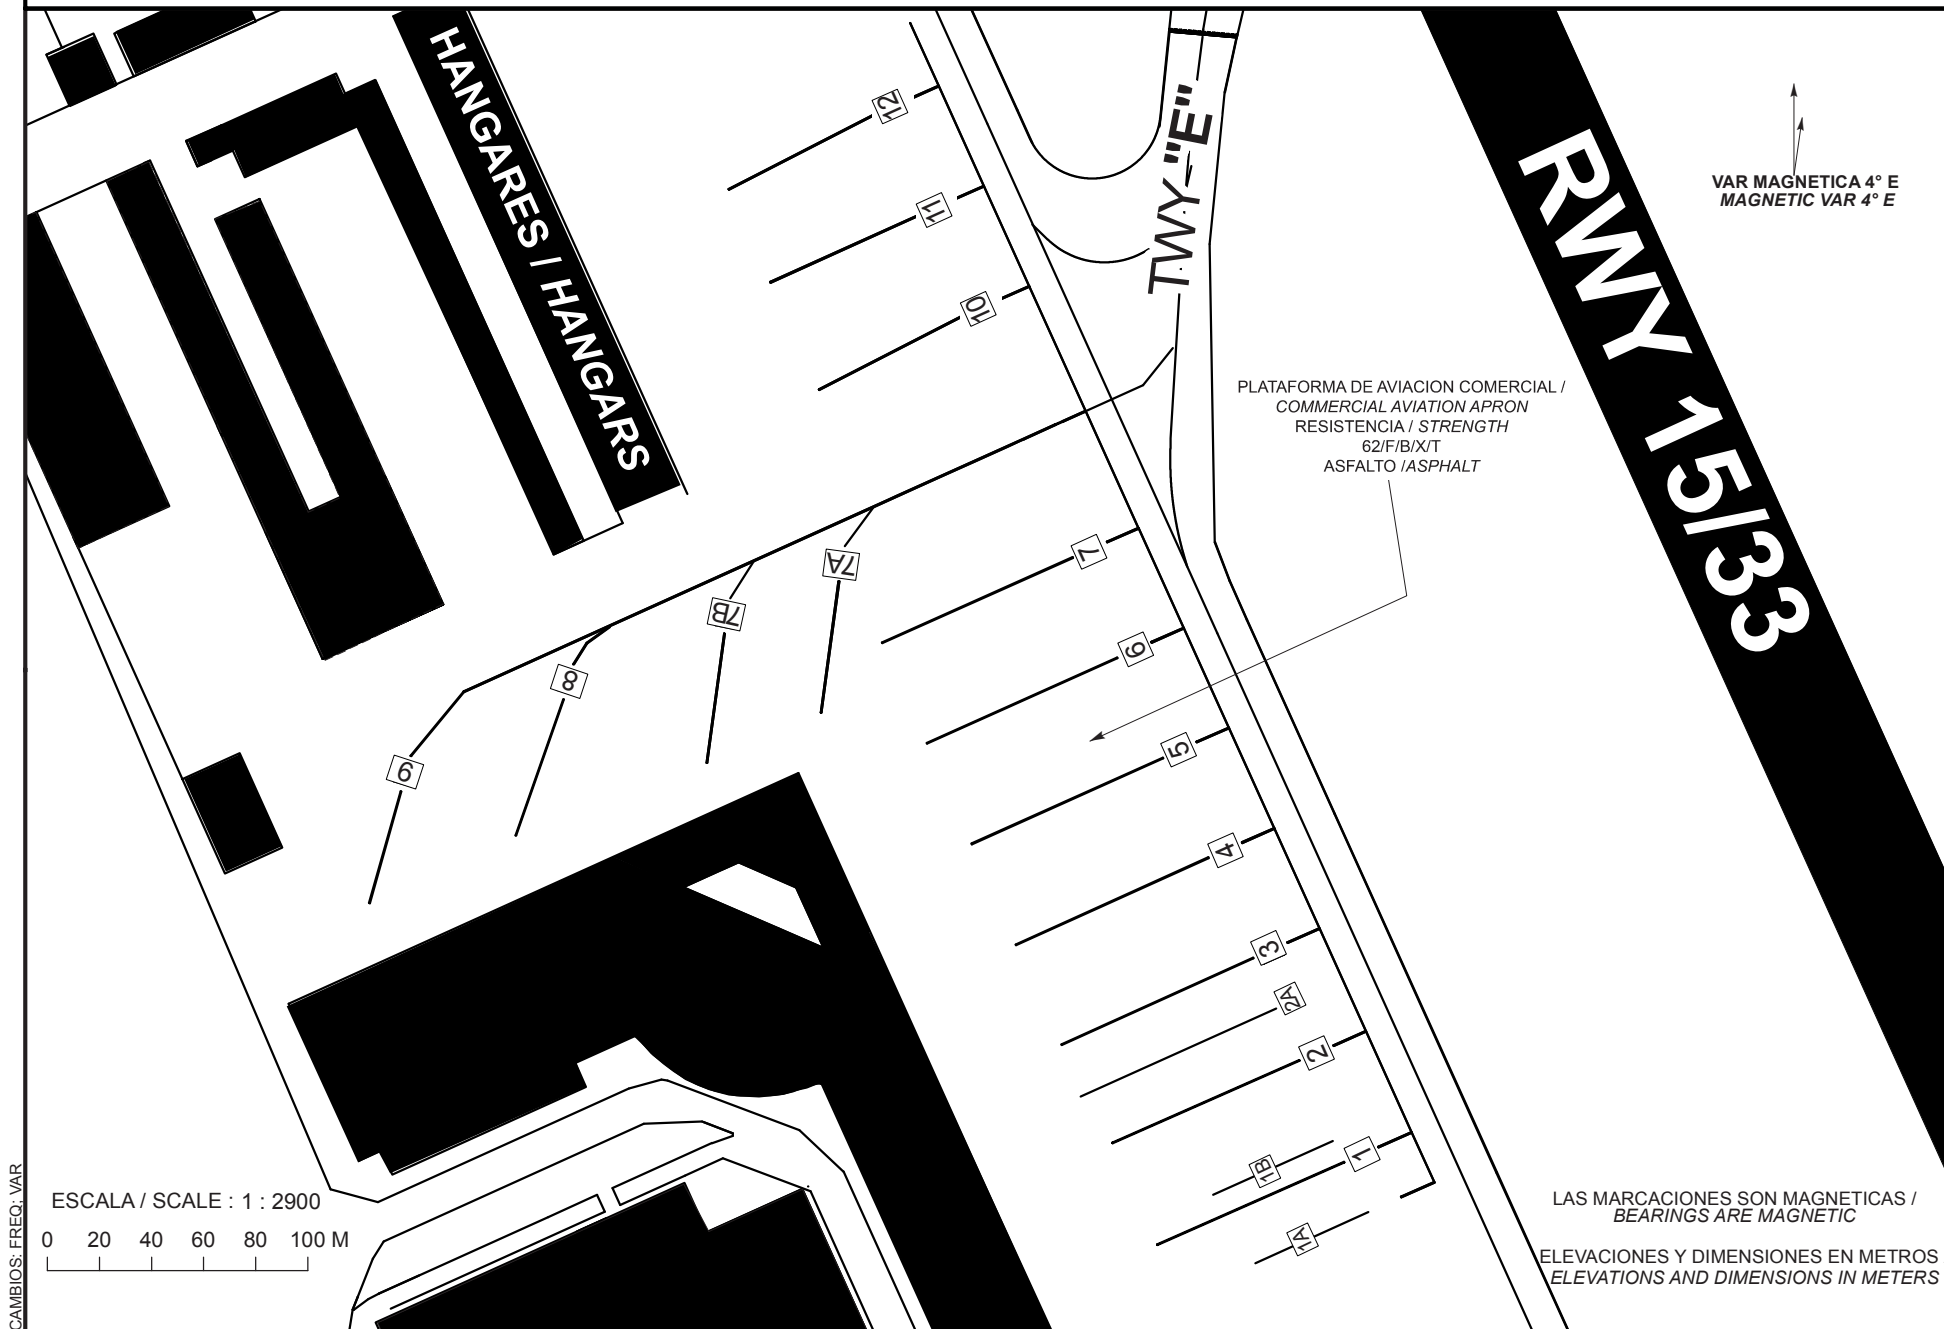 HANGARES / HANGARS
12
11
10
TWY "E"
RWY 15/33
VAR MAGNETICA 4° E
MAGNETIC VAR 4° E
PLATAFORMA DE AVIACION COMERCIAL /
COMMERCIAL AVIATION APRON
RESISTENCIA / STRENGTH
62/F/B/X/T
ASFALTO /ASPHALT
7
7A
7B
8
9
6
5
4
3
2A
2
1B
1
1A
CAMBIOS: FREQ; VAR
ESCALA / SCALE : 1 : 2900
0 20 40 60 80 100 M
LAS MARCACIONES SON MAGNETICAS /
BEARINGS ARE MAGNETIC
ELEVACIONES Y DIMENSIONES EN METROS
ELEVATIONS AND DIMENSIONS IN METERS